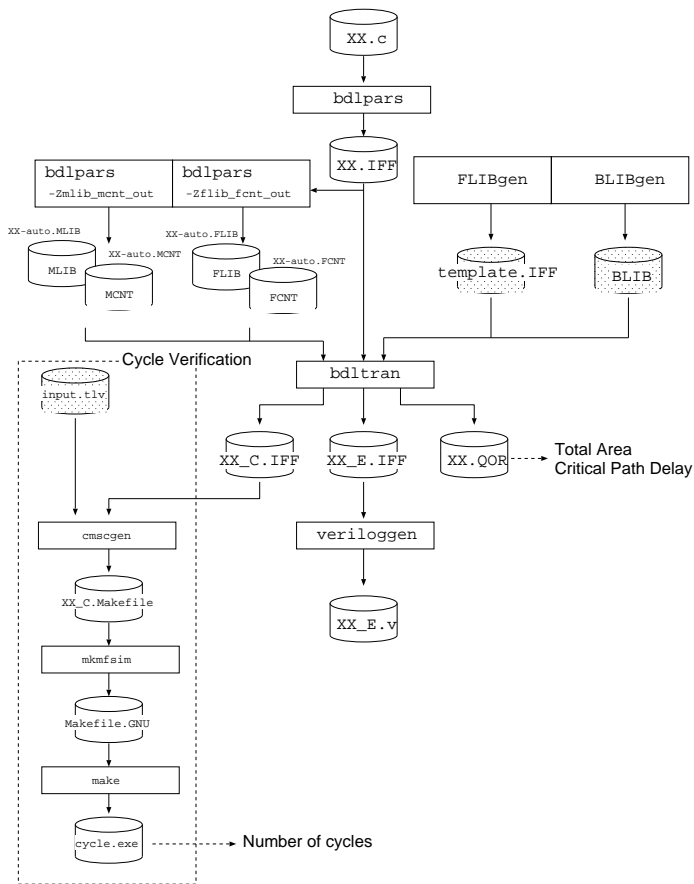 XX.c
bdlpars
XX.IFF
bdlpars
-Zmlib_mcnt_out
bdlpars
-Zflib_fcnt_out
FLIBgen
BLIBgen
XX-auto.MLIB
MLIB
XX-auto.MCNT
MCNT
XX-auto.FLIB
FLIB
XX-auto.FCNT
FCNT
template.IFF
BLIB
Cycle Verification
bdltran
input.tlv
XX_C.IFF
XX_E.IFF
XX.QOR
Total Area
Critical Path Delay
cmscgen
veriloggen
XX_C.Makefile
XX_E.v
mkmfsim
Makefile.GNU
make
cycle.exe
Number of cycles